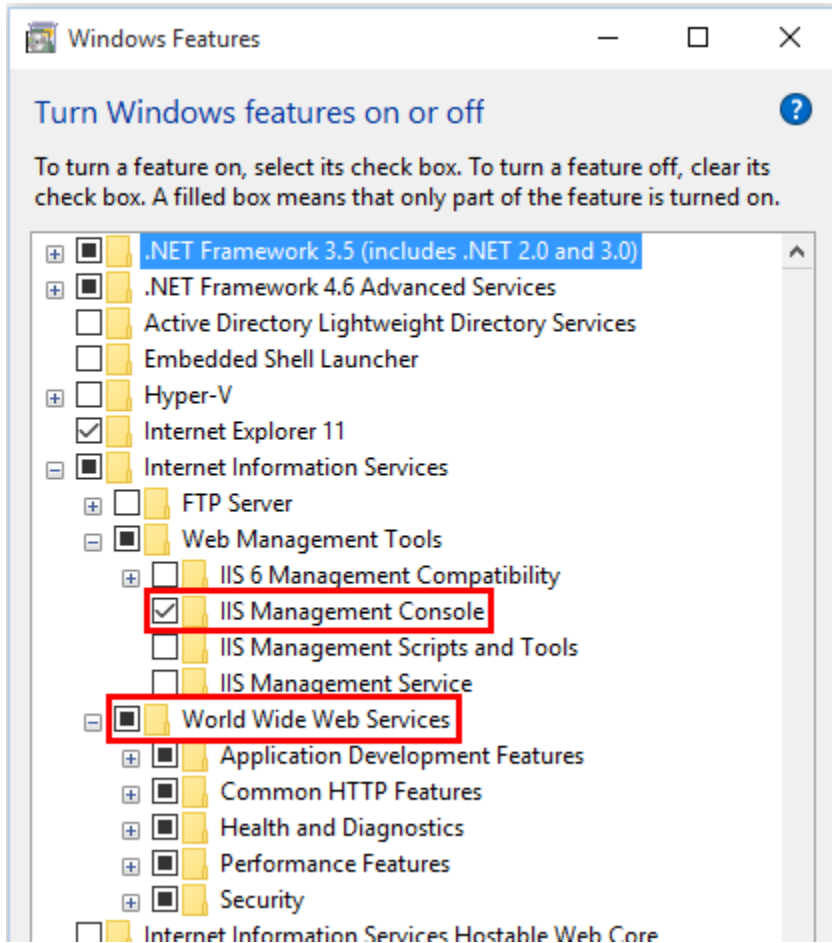 Windows Features
Turn Windows features on or off
?
To turn a feature on, select its check box. To turn a feature off, clear its
check box. A filled box means that only part of the feature is turned on.
.NET Framework 3.5 (includes .NET 2.0 and 3.0)
.NET Framework 4.6 Advanced Services
Active Directory Lightweight Directory Services
Embedded Shell Launcher
Hyper-V
Internet Explorer 11
Internet Information Services
FTP Server
Web Management Tools
IIS 6 Management Compatibility
IIS Management Console
IIS Management Scripts and Tools
IIS Management Service
World Wide Web Services
Application Development Features
Common HTTP Features
Health and Diagnostics
Performance Features
Security
Internet Information Services Hostable Web Core